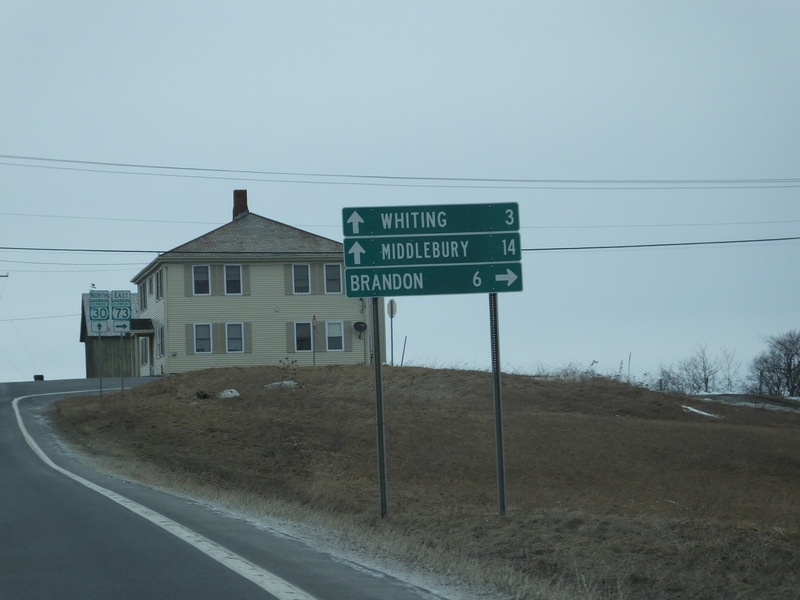 WHITING 3
MIDDLEBURY 14
BRANDON 6
NORTH EAST
30 73